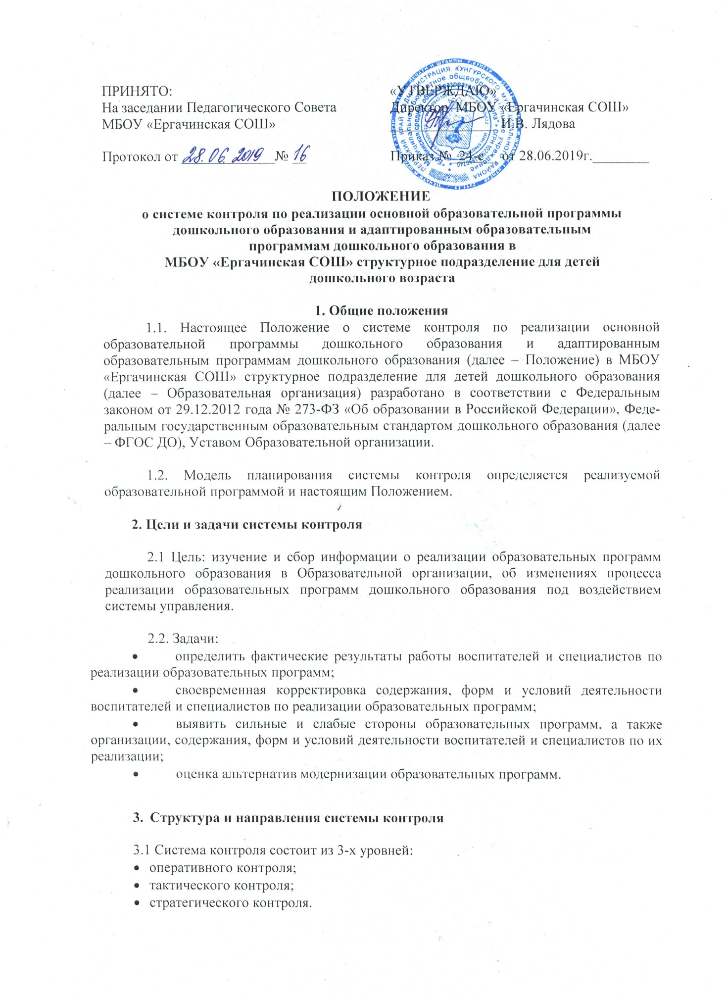 ПРИНЯТО:
На заседании Педагогического Совета
МБОУ «Ергачинская СОШ»
Протокол от 28.06.2019 № 16
«УТВЕРЖДАЮ»
Директор МБОУ «Ергачинская СОШ»
И.В. Лядова
Приказ № 24-с от 28.06.2019г.
ПОЛОЖЕНИЕ
о системе контроля по реализации основной образовательной программы
дошкольного образования и адаптированным образовательным
программам дошкольного образования в
МБОУ «Ергачинская СОШ» структурное подразделение для детей
дошкольного возраста
1. Общие положения
1.1. Настоящее Положение о системе контроля по реализации основной
образовательной программы дошкольного образования и адаптированным
образовательным программам дошкольного образования (далее – Положение) в МБОУ
«Ергачинская СОШ» структурное подразделение для детей дошкольного образования
(далее – Образовательная организация) разработано в соответствии с Федеральным
законом от 29.12.2012 года № 273-ФЗ «Об образовании в Российской Федерации», Феде-
ральным государственным образовательным стандартом дошкольного образования (далее
– ФГОС ДО), Уставом Образовательной организации.
1.2. Модель планирования системы контроля определяется реализуемой
образовательной программой и настоящим Положением.
2. Цели и задачи системы контроля
2.1 Цель: изучение и сбор информации о реализации образовательных программ
дошкольного образования в Образовательной организации, об изменениях процесса
реализации образовательных программ дошкольного образования под воздействием
системы управления.
2.2. Задачи:
• определить фактические результаты работы воспитателей и специалистов по
реализации образовательных программ;
• своевременная корректировка содержания, форм и условий деятельности
воспитателей и специалистов по реализации образовательных программ;
• выявить сильные и слабые стороны образовательных программ, а также
организации, содержания, форм и условий деятельности воспитателей и специалистов по их
реализации;
• оценка альтернатив модернизации образовательных программ.
3. Структура и направления системы контроля
3.1 Система контроля состоит из 3-х уровней:
• оперативного контроля;
• тактического контроля;
• стратегического контроля.